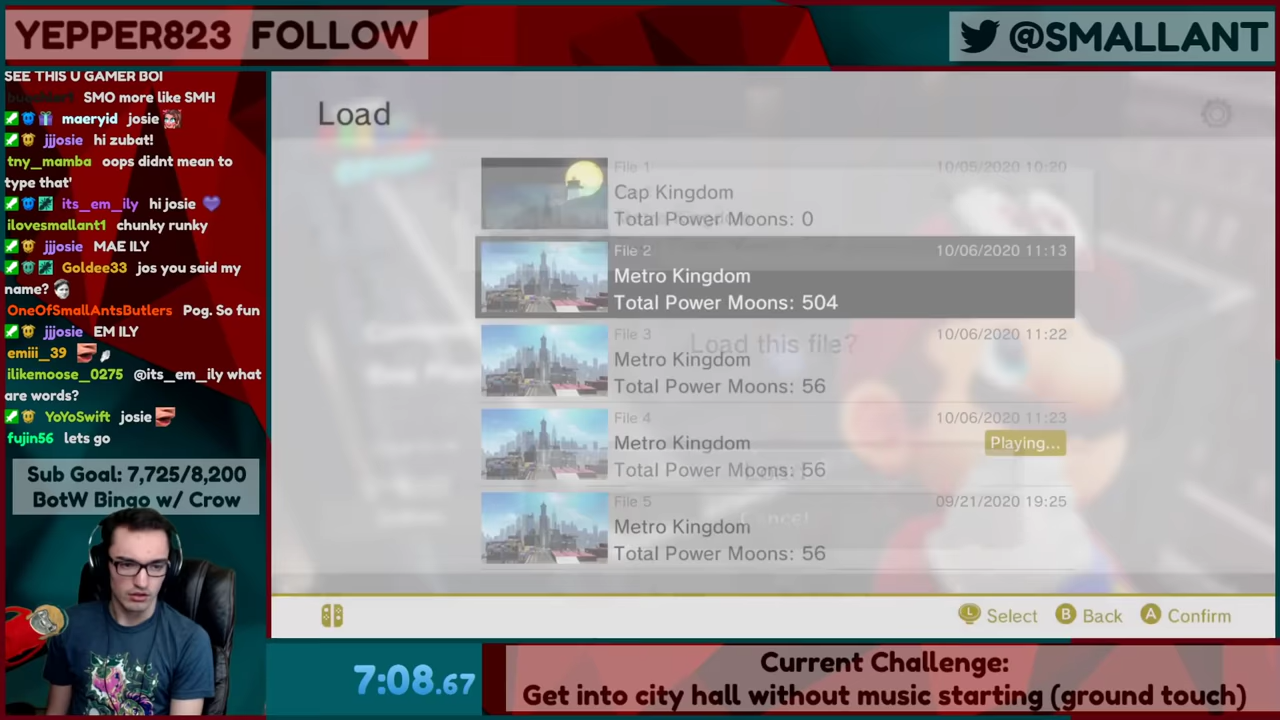 YEPPER823 FOLLOW
@SMALLANT
SEE THIS U GAMER BOI
SMO more like SMH
maeryid josie
jjjosie hi zubat!
tny_mamba oops didnt mean to
type that'
its_em_ily hi josie
ilovesmallant1 chunky runky
jjjosie MAE ILY
Goldee33 jos you said my
name?
OneOfSmallAntsButlers Pog. So fun
jjjosie EM ILY
emiii_39
ilikemoose_0275 @its_em_ily what
are words?
YoYoSwift josie
fujin56 lets go
Sub Goal: 7,725/8,200
BotW Bingo w/ Crow
Load
File 1 10/05/2020 10:20
Cap Kingdom
Total Power Moons: 0
File 2 10/06/2020 11:13
Metro Kingdom
Total Power Moons: 504
File 3 10/06/2020 11:22
Load this file?
Metro Kingdom
Total Power Moons: 56
File 4 10/06/2020 11:23
Metro Kingdom Playing...
Total Power Moons: 56
File 5 09/21/2020 19:25
Cancel
Metro Kingdom
Total Power Moons: 56
L Select B Back A Confirm
7:08.67
Current Challenge:
Get into city hall without music starting (ground touch)